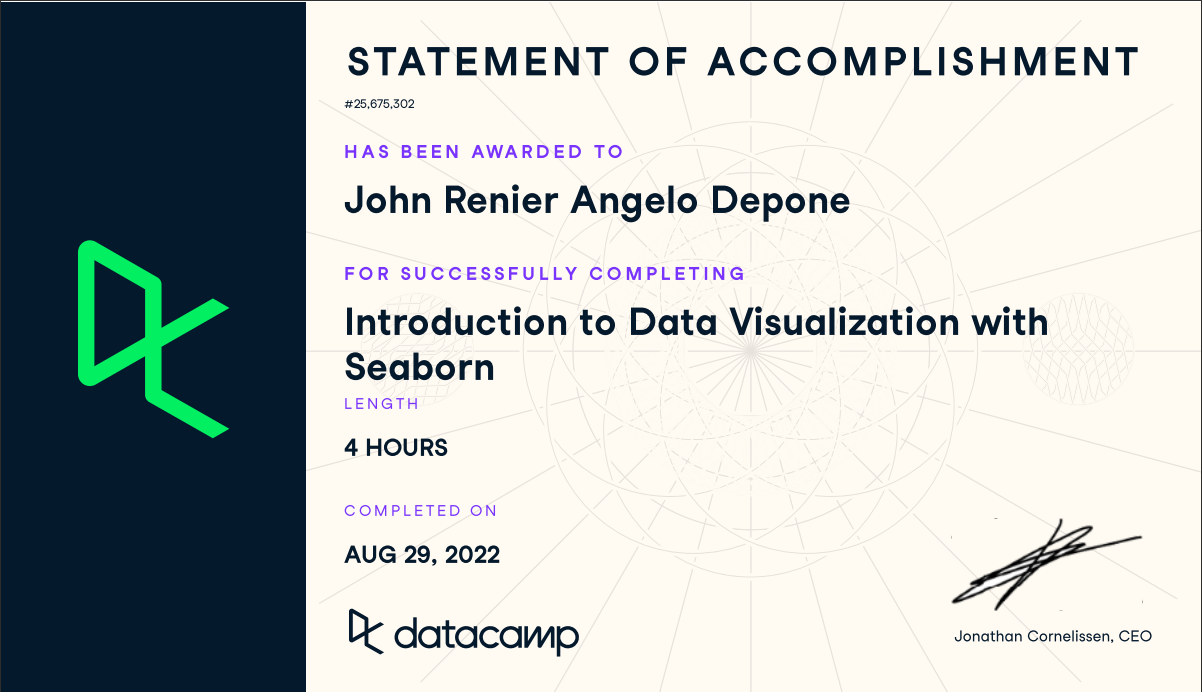 STATEMENT OF ACCOMPLISHMENT
#25,675,302
HAS BEEN AWARDED TO
John Renier Angelo Depone
FOR SUCCESSFULLY COMPLETING
Introduction to Data Visualization with
Seaborn
LENGTH
4 HOURS
COMPLETED ON
AUG 29, 2022
datacamp
Jonathan Cornelissen, CEO